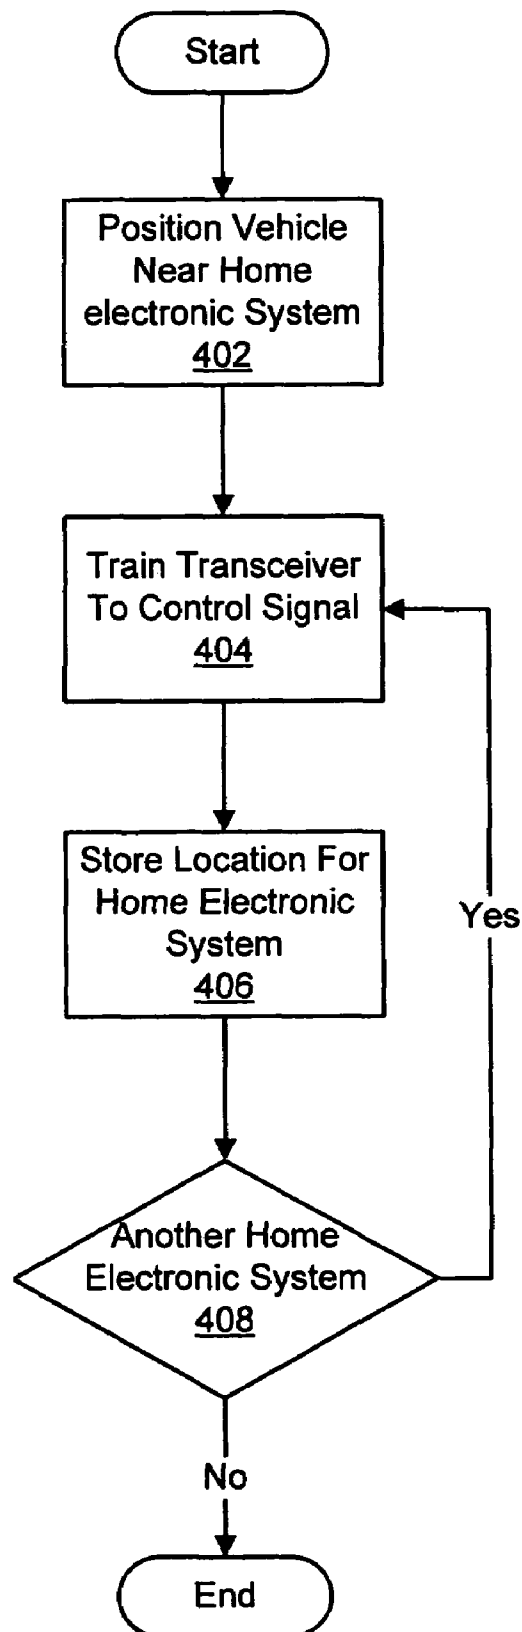 Start
Position Vehicle
Near Home
electronic System
402
Train Transceiver
To Control Signal
404
Store Location For
Home Electronic
System
406
Yes
Another Home
Electronic System
408
No
End